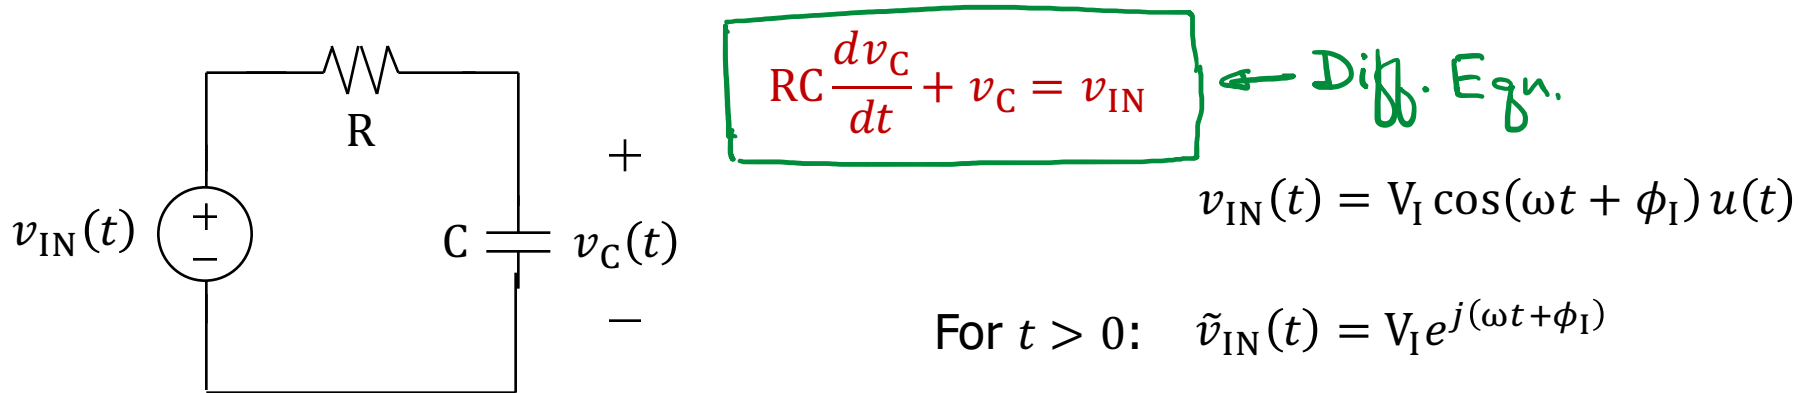 RC dv_C/dt + v_C = v_IN ← Diff. Eqn.
R
+
v_IN(t) + − C v_C(t)
−
v_IN(t) = V_I cos(ωt + ϕ_I) u(t)
For t > 0: ṽ_IN(t) = V_I e^{j(ωt+ϕ_I)}